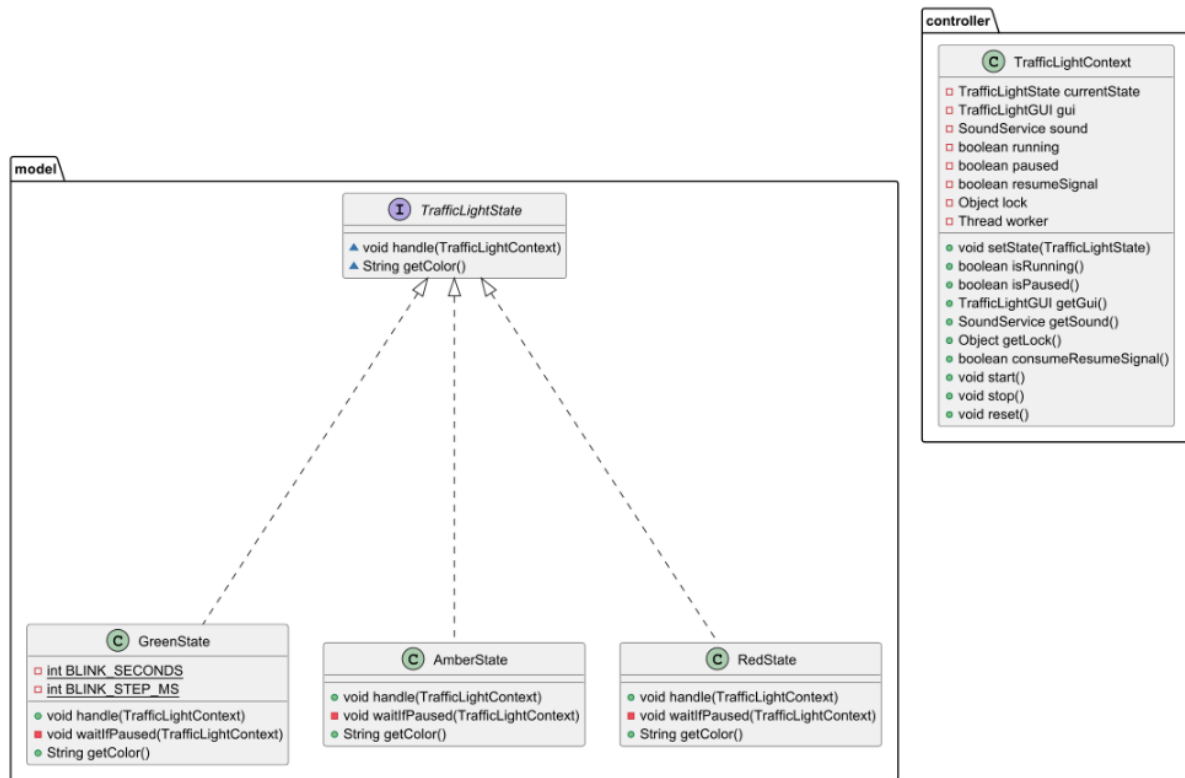 controller
C TrafficLightContext
TrafficLightState currentState
TrafficLightGUI gui
SoundService sound
boolean running
boolean paused
boolean resumeSignal
Object lock
Thread worker
void setState(TrafficLightState)
boolean isRunning()
boolean isPaused()
TrafficLightGUI getGui()
SoundService getSound()
Object getLock()
boolean consumeResumeSignal()
void start()
void stop()
void reset()
model
I TrafficLightState
void handle(TrafficLightContext)
String getColor()
C GreenState
int BLINK_SECONDS
int BLINK_STEP_MS
void handle(TrafficLightContext)
void waitIfPaused(TrafficLightContext)
String getColor()
C AmberState
void handle(TrafficLightContext)
void waitIfPaused(TrafficLightContext)
String getColor()
C RedState
void handle(TrafficLightContext)
void waitIfPaused(TrafficLightContext)
String getColor()